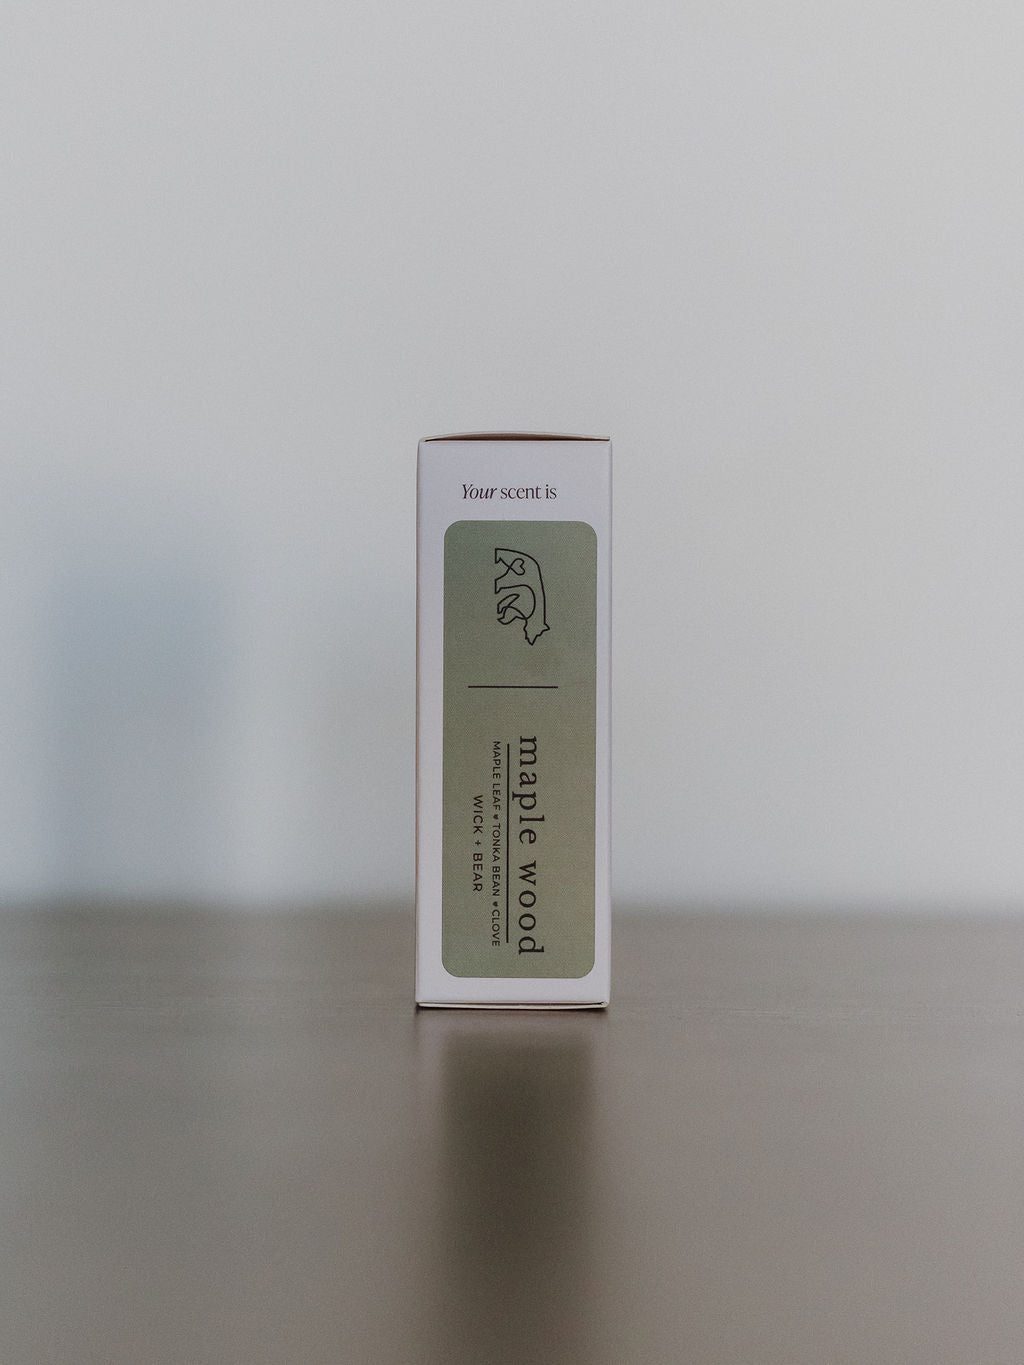 Your scent is
maple wood
MAPLE LEAF ♥ TONKA BEAN ♥ CLOVE
WICK + BEAR